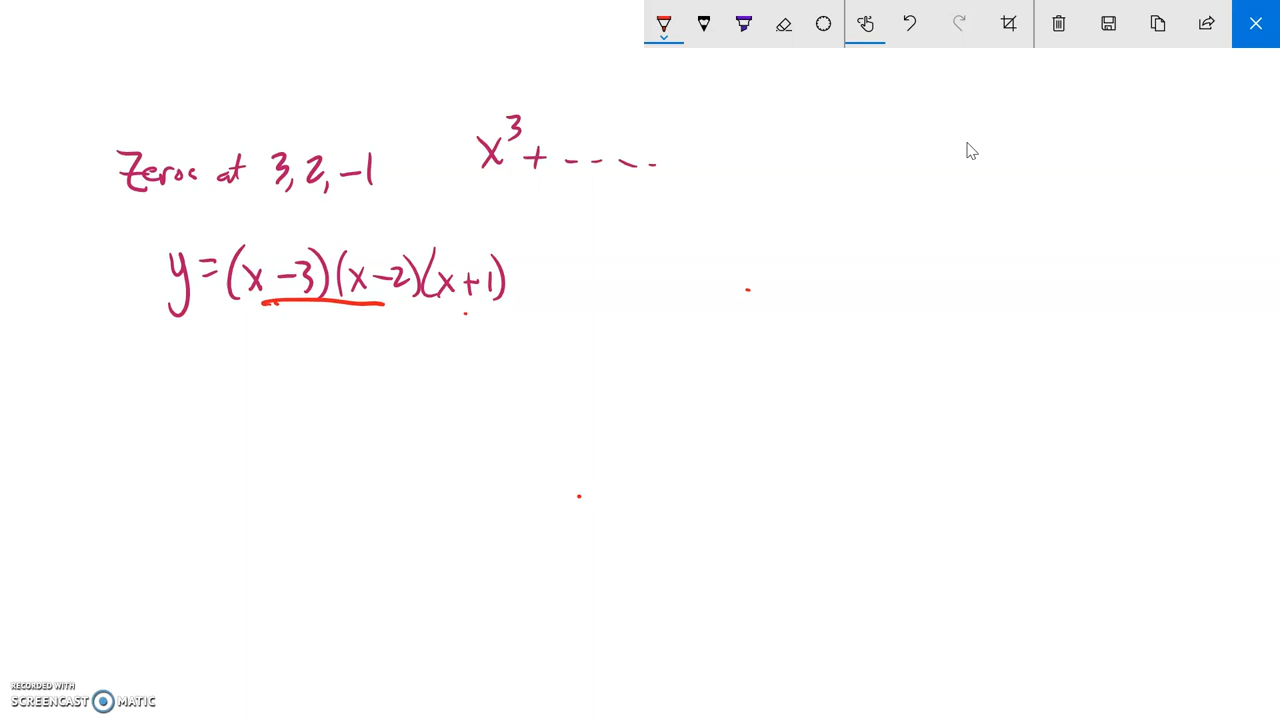 Zeros at 3, 2, -1
x³ + -----
y = (x - 3)(x - 2)(x + 1)
RECORDED WITH
SCREENCAST MATIC